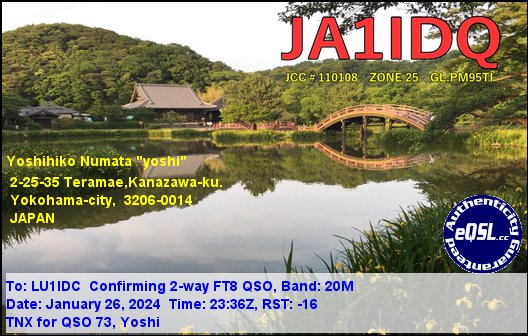 JA1IDQ
JCC # 110108 ZONE 25 GL:PM95TI
Yoshihiko Numata "yoshi"
2-25-35 Teramae,Kanazawa-ku.
Yokohama-city, 3206-0014
JAPAN
Authenticity
eQSL.cc
Guaranteed
To: LU1IDC Confirming 2-way FT8 QSO, Band: 20M
Date: January 26, 2024 Time: 23:36Z, RST: -16
TNX for QSO 73, Yoshi